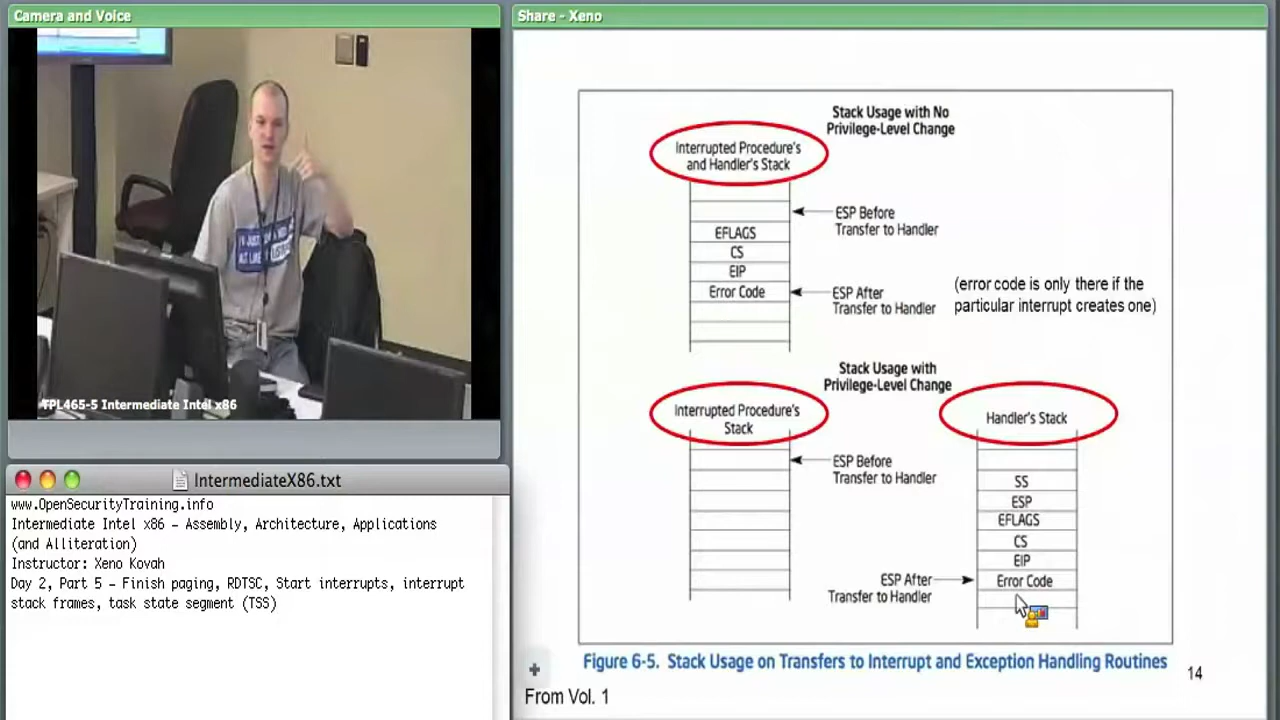 Camera and Voice
TPL465-5 Intermediate Intel x86
IntermediateX86.txt
www.OpenSecurityTraining.info
Intermediate Intel x86 – Assembly, Architecture, Applications
(and Alliteration)
Instructor: Xeno Kovah
Day 2, Part 5 – Finish paging, RDTSC, Start interrupts, interrupt
stack frames, task state segment (TSS)
Share - Xeno
Stack Usage with No
Privilege-Level Change
Interrupted Procedure's
and Handler's Stack
ESP Before
Transfer to Handler
EFLAGS
CS
EIP
Error Code
ESP After
Transfer to Handler
(error code is only there if the
particular interrupt creates one)
Stack Usage with
Privilege-Level Change
Interrupted Procedure's
Stack
Handler's Stack
ESP Before
Transfer to Handler
SS
ESP
EFLAGS
CS
EIP
Error Code
ESP After
Transfer to Handler
Figure 6-5. Stack Usage on Transfers to Interrupt and Exception Handling Routines
14
From Vol. 1